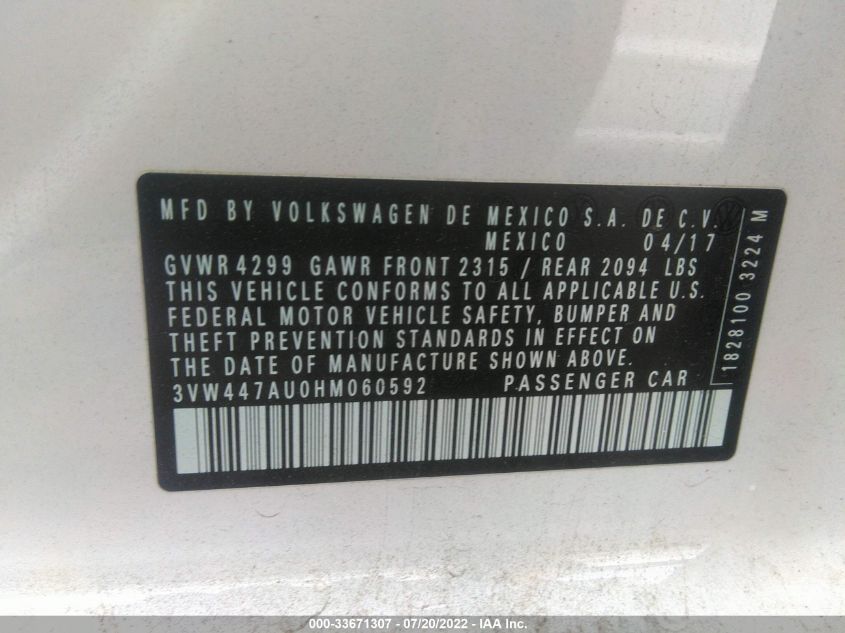 MFD BY VOLKSWAGEN DE MEXICO S.A. DE C.V.
MEXICO 04/17
GVWR 4299 GAWR FRONT 2315 / REAR 2094 LBS
THIS VEHICLE CONFORMS TO ALL APPLICABLE U.S.
FEDERAL MOTOR VEHICLE SAFETY, BUMPER AND
THEFT PREVENTION STANDARDS IN EFFECT ON
THE DATE OF MANUFACTURE SHOWN ABOVE.
3VW447AU0HM060592 PASSENGER CAR
1828100 3224 M
000-33671307 - 07/20/2022 - IAA Inc.